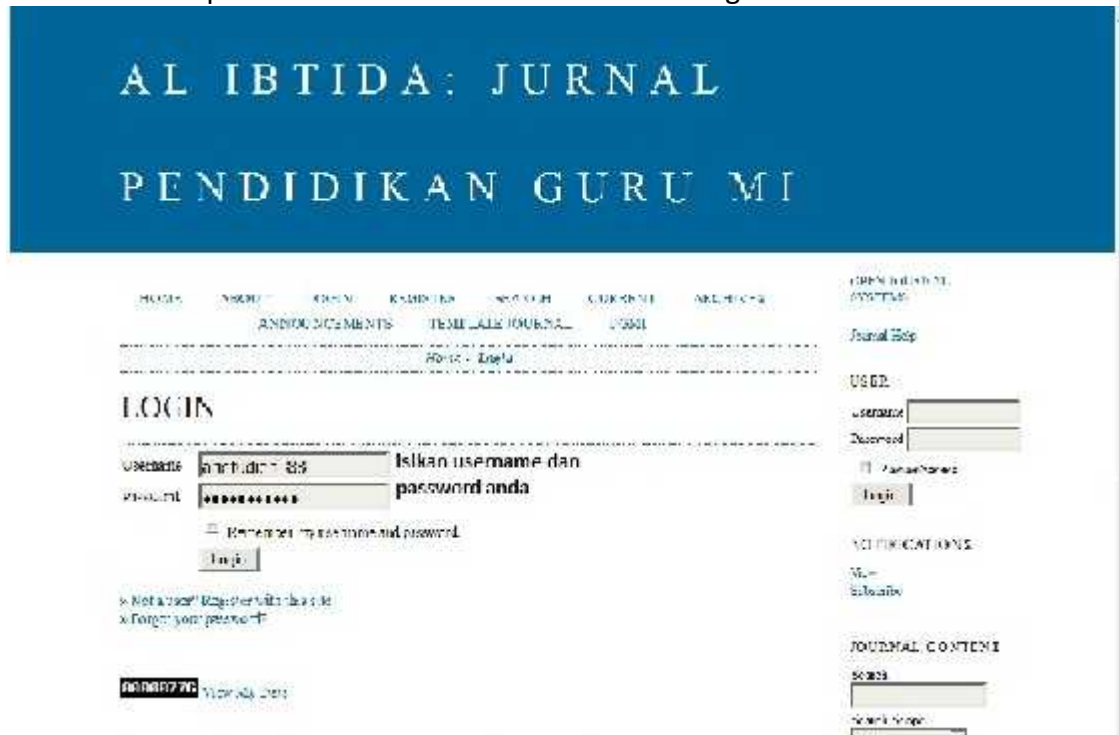 AL IBTIDA: JURNAL
PENDIDIKAN GURU MI
HOME ABOUT LOGIN REGISTER SEARCH CURRENT ARCHIVES
ANNOUNCEMENTS TEMPLATE JOURNAL PGMI
Home > Login
LOGIN
Username
Isikan username dan
Password
password anda
Remember my username and password
Login
» Not a user? Register with this site
» Forgot your password?
View My Stats
OPEN JOURNAL
SYSTEMS
Journal Help
USER
Username
Password
Remember me
Login
NOTIFICATIONS
View
Subscribe
JOURNAL CONTENT
Search
Search Scope